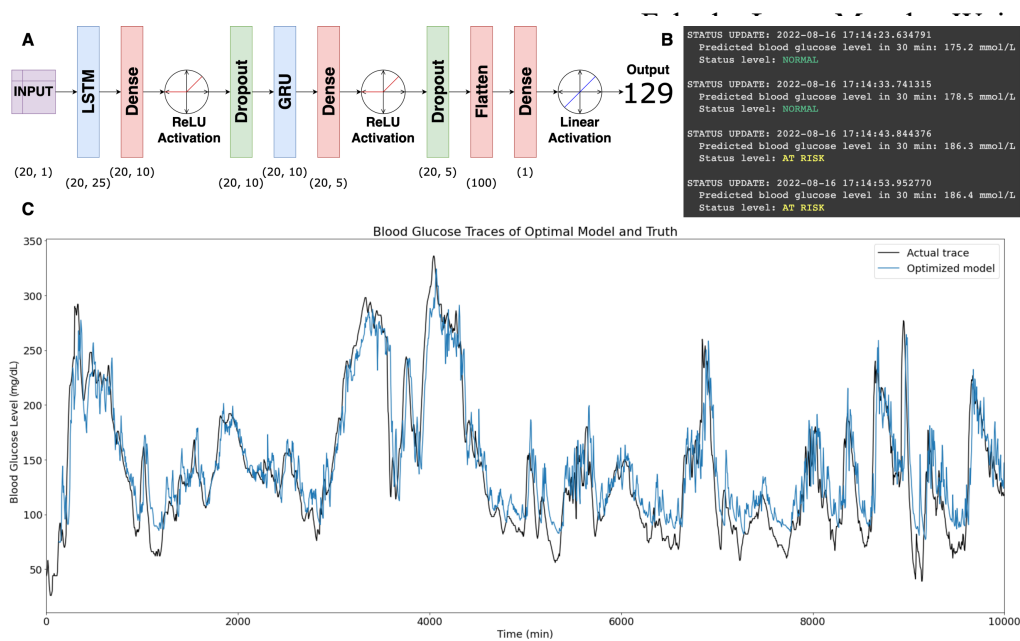 A
INPUT
LSTM
Dense
ReLU
Activation
Dropout
GRU
Dense
ReLU
Activation
Dropout
Flatten
Dense
Linear
Activation
Output
129
(20, 1)
(20, 25)
(20, 10)
(20, 10)
(20, 10)
(20, 5)
(20, 5)
(100)
(1)
B
STATUS UPDATE: 2022-08-16 17:14:23.634791
Predicted blood glucose level in 30 min: 175.2 mmol/L
Status level: NORMAL
STATUS UPDATE: 2022-08-16 17:14:33.741315
Predicted blood glucose level in 30 min: 178.5 mmol/L
Status level: NORMAL
STATUS UPDATE: 2022-08-16 17:14:43.844376
Predicted blood glucose level in 30 min: 186.3 mmol/L
Status level: AT RISK
STATUS UPDATE: 2022-08-16 17:14:53.952770
Predicted blood glucose level in 30 min: 186.4 mmol/L
Status level: AT RISK
C
Blood Glucose Traces of Optimal Model and Truth
Actual trace
Optimized model
Blood Glucose Level (mg/dL)
350
300
250
200
150
100
50
0
2000
4000
6000
8000
10000
Time (min)